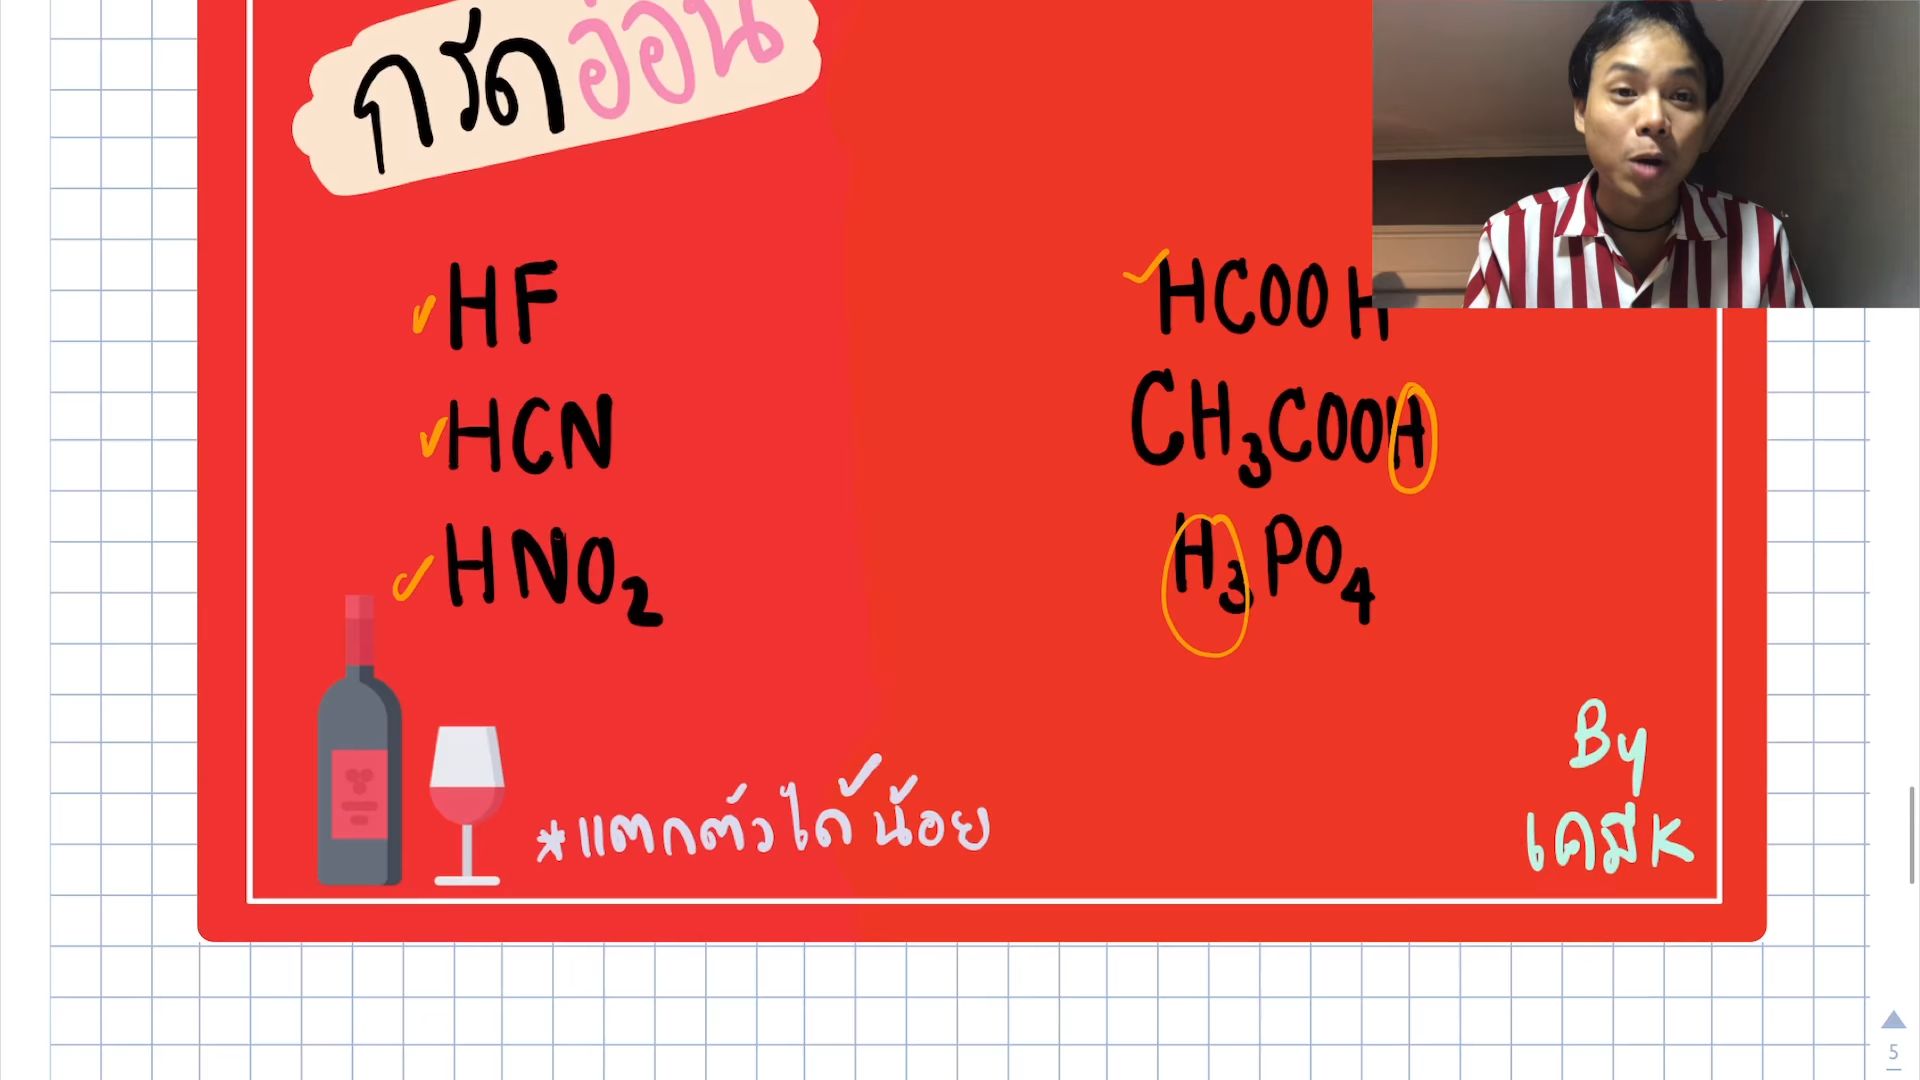 กรดอ่อน
HF
HCN
HNO₂
HCOOH
CH₃COOH
H₃PO₄
*แตกตัวได้น้อย
By
เคมีK
5